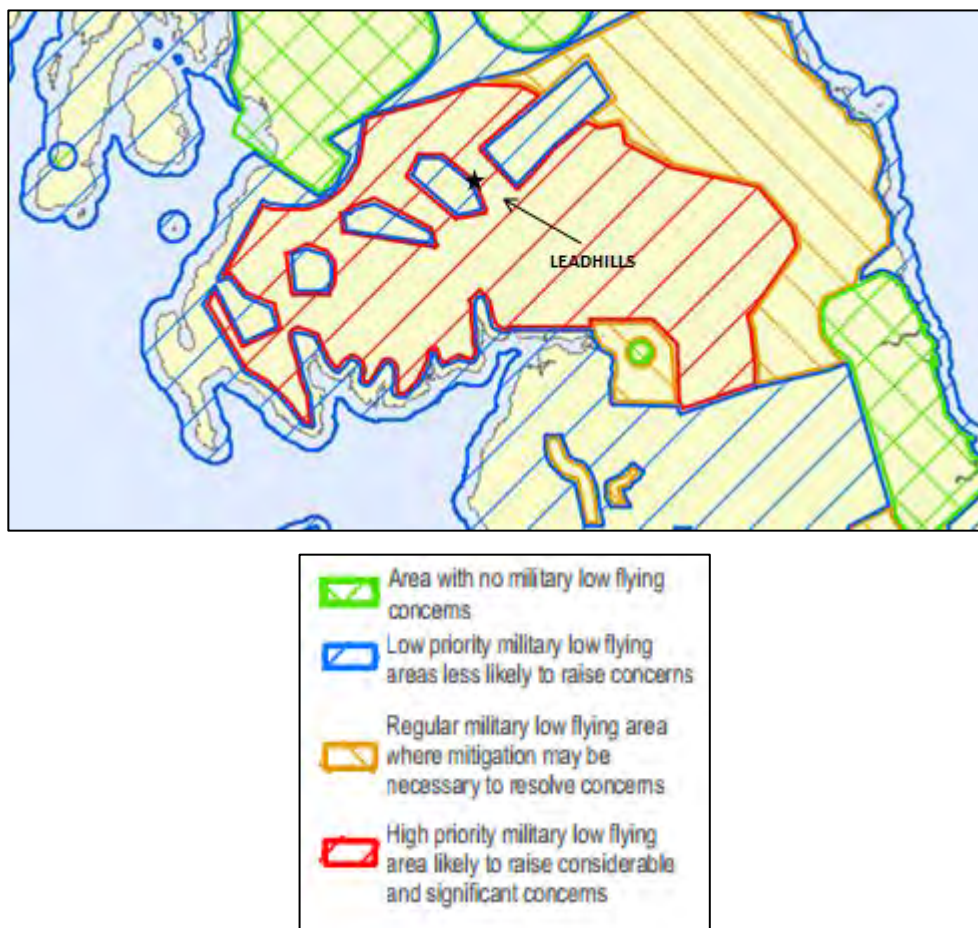 LEADHILLS
Area with no military low flying
concerns
Low priority military low flying
areas less likely to raise concerns
Regular military low flying area
where mitigation may be
necessary to resolve concerns
High priority military low flying
area likely to raise considerable
and significant concerns